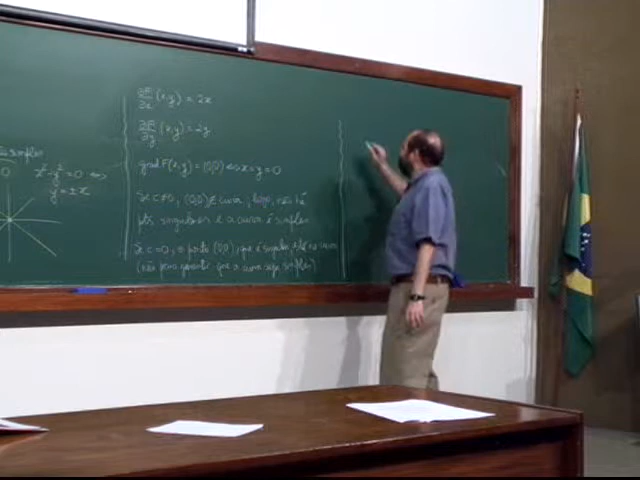 x² - y² = 0 ⇔
y = ± x
∂F/∂x (x,y) = 2x
∂F/∂y (x,y) = 2y
grad F(x,y) = (0,0) ⇔ x = y = 0
Se c ≠ 0, (0,0) ∉ curva, logo, não há
pts singulares e a curva é simples
Se c = 0, o ponto (0,0), que é singular, está na curva
(não posso garantir que a curva seja simples)